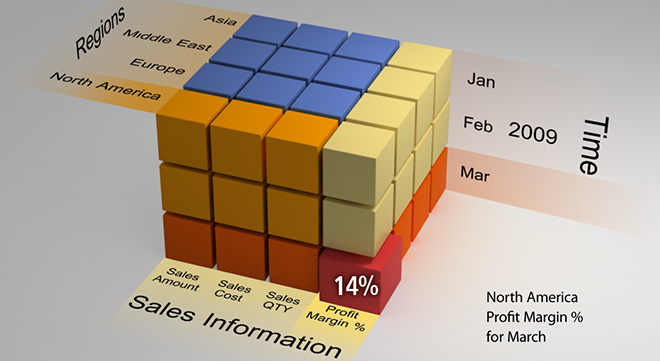 Regions
Asia
Middle East
Europe
North America
Jan
Feb 2009
Mar
Time
14%
Sales
Amount
Sales
Cost
Sales
QTY
Profit
Margin %
Sales Information
North America
Profit Margin %
for March